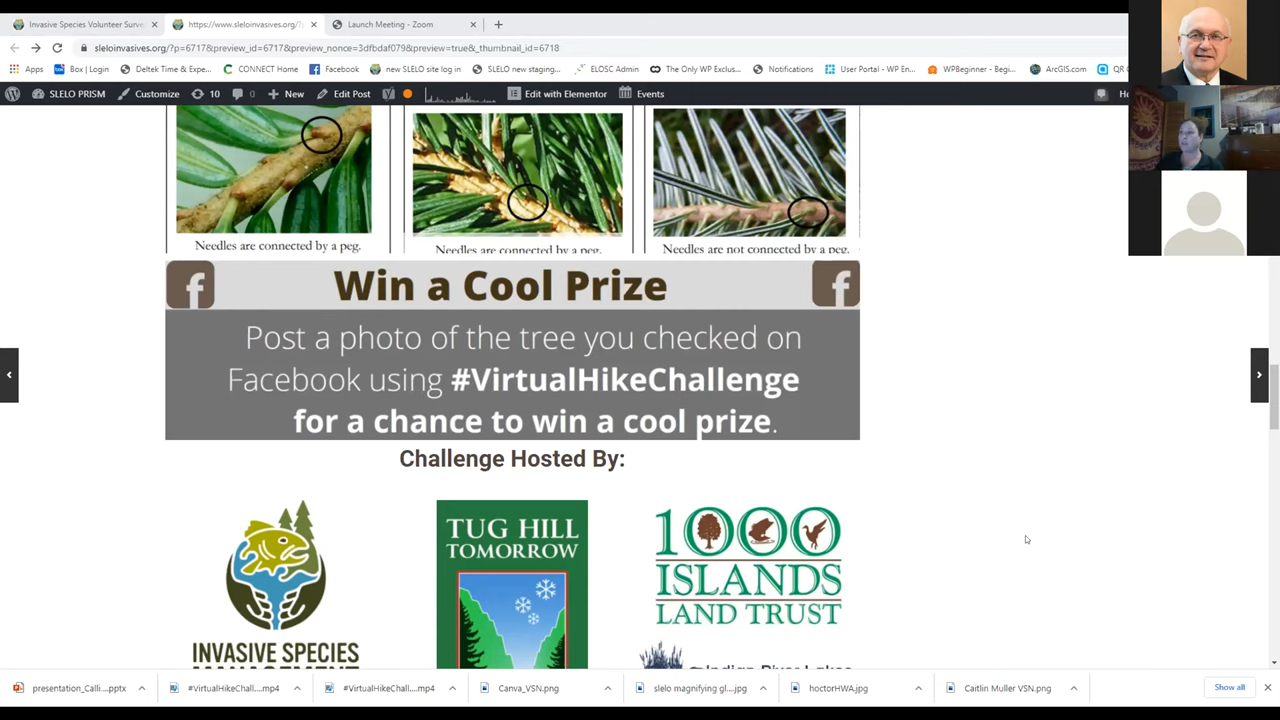 Invasive Species Volunteer Surve
https://www.sleloinvasives.org/?
Launch Meeting - Zoom
sleloinvasives.org/?p=6717&preview_id=6717&preview_nonce=3dfbdaf079&preview=true&_thumbnail_id=6718
Apps Box | Login Deltek Time & Expe... CONNECT Home Facebook new SLELO site log in SLELO new staging... ELOSC Admin The Only WP Exclus... Notifications User Portal - WP En... WPBeginner - Begi... ArcGIS.com QR C
SLELO PRISM Customize 10 New Edit Post Edit with Elementor Events
Needles are connected by a peg.
Needles are connected by a peg.
Needles are not connected by a peg.
Win a Cool Prize
Post a photo of the tree you checked on
Facebook using #VirtualHikeChallenge
for a chance to win a cool prize.
Challenge Hosted By:
INVASIVE SPECIES
MANAGEMENT
TUG HILL
TOMORROW
1000
ISLANDS
LAND TRUST
Indian River Lakes
presentation_Calli....pptx #VirtualHikeChall....mp4 #VirtualHikeChall....mp4 Canva_VSN.png slelo magnifying gl....jpg hoctorHWA.jpg Caitlin Muller VSN.png Show all